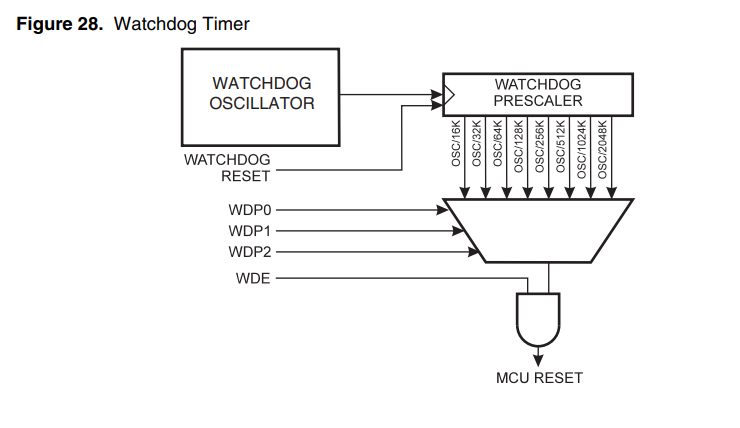 Figure 28. Watchdog Timer
WATCHDOG
OSCILLATOR
WATCHDOG
PRESCALER
OSC/16K
OSC/32K
OSC/64K
OSC/128K
OSC/256K
OSC/512K
OSC/1024K
OSC/2048K
WATCHDOG
RESET
WDP0
WDP1
WDP2
WDE
MCU RESET